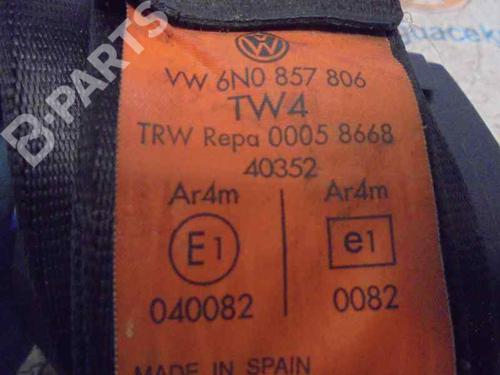 VW 6N0 857 806
TW4
TRW Repa 0005 8668
40352
Ar4m Ar4m
E1 e1
040082 0082
MADE IN SPAIN
B-PARTS